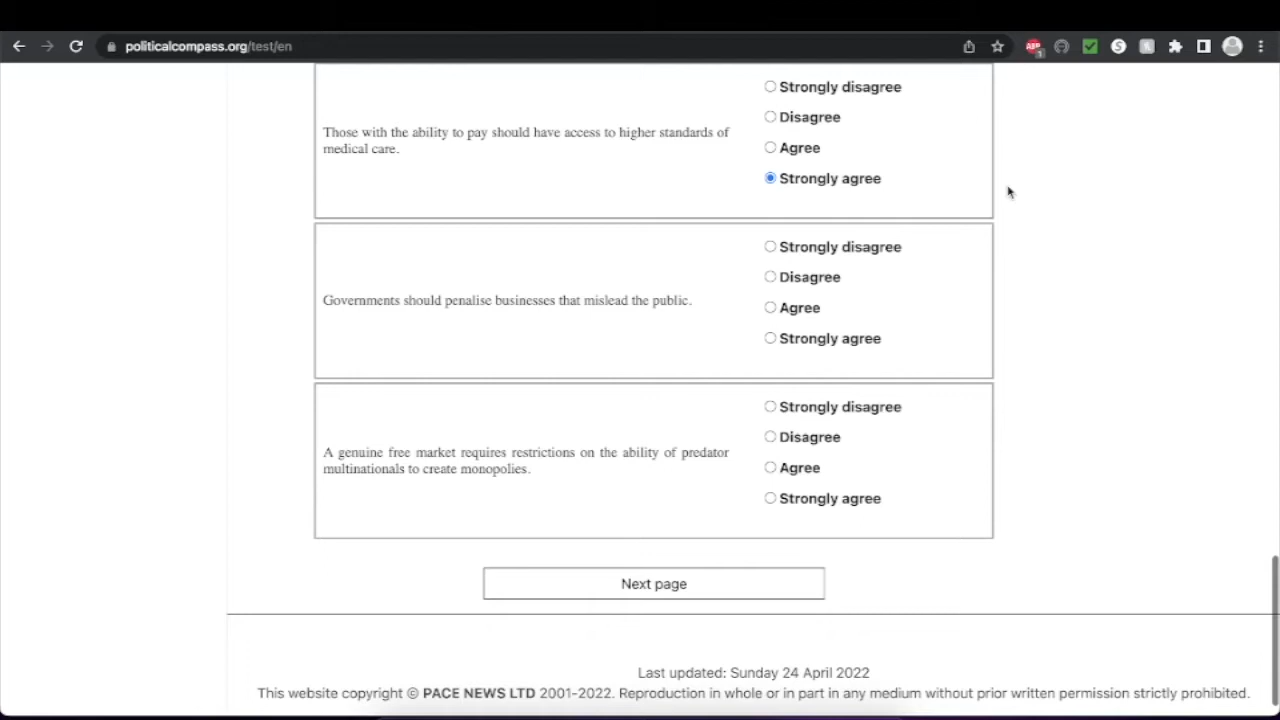 politicalcompass.org/test/en
ABP
1
S
Strongly disagree
Disagree
Those with the ability to pay should have access to higher standards of
medical care.
Agree
Strongly agree
Strongly disagree
Disagree
Governments should penalise businesses that mislead the public.
Agree
Strongly agree
Strongly disagree
Disagree
A genuine free market requires restrictions on the ability of predator
multinationals to create monopolies.
Agree
Strongly agree
Next page
Last updated: Sunday 24 April 2022
This website copyright © PACE NEWS LTD 2001-2022. Reproduction in whole or in part in any medium without prior written permission strictly prohibited.